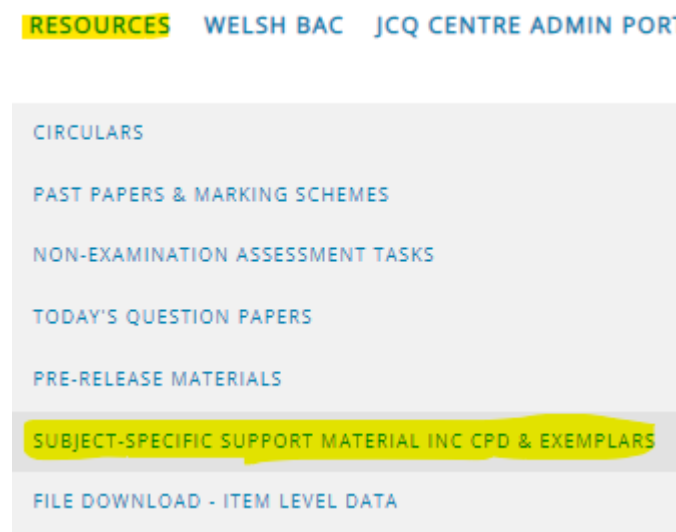 RESOURCES WELSH BAC JCQ CENTRE ADMIN
CIRCULARS
PAST PAPERS & MARKING SCHEMES
NON-EXAMINATION ASSESSMENT TASKS
TODAY'S QUESTION PAPERS
PRE-RELEASE MATERIALS
SUBJECT-SPECIFIC SUPPORT MATERIAL INC CPD & EXEMPLARS
FILE DOWNLOAD - ITEM LEVEL DATA